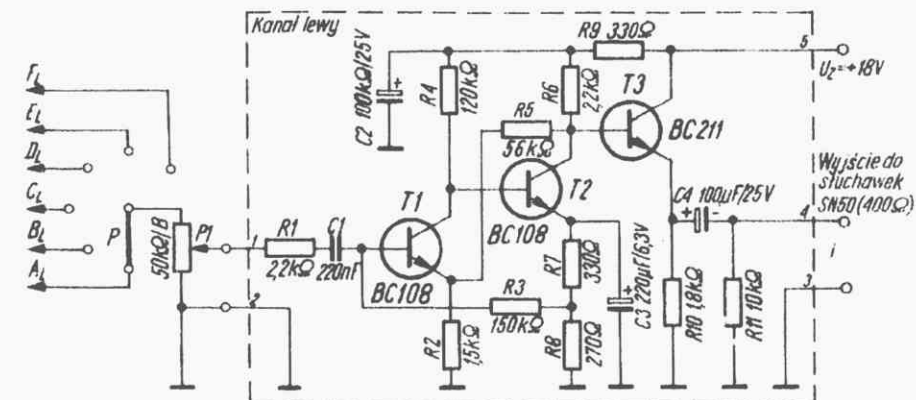 Kanał lewy
F_L
E_L
D_L
C_L
B_L
A_L
P
50kΩ/B
P1
1
2
R1
2,2kΩ
C1
220nF
C2 100kΩ/25V
+
R4
120kΩ
R5
56kΩ
R6
2,2kΩ
R9 330Ω
T1
BC108
T2
BC108
T3
BC211
R2
1,5kΩ
R3
150kΩ
R7
330Ω
R8
270Ω
+
C3 220µF/6,3V
C4 100µF/25V
+ -
R10 1,8kΩ
R11 10kΩ
5
Uz=+18V
Wyjście do
słuchawek
SN50(400Ω)
4
i
3